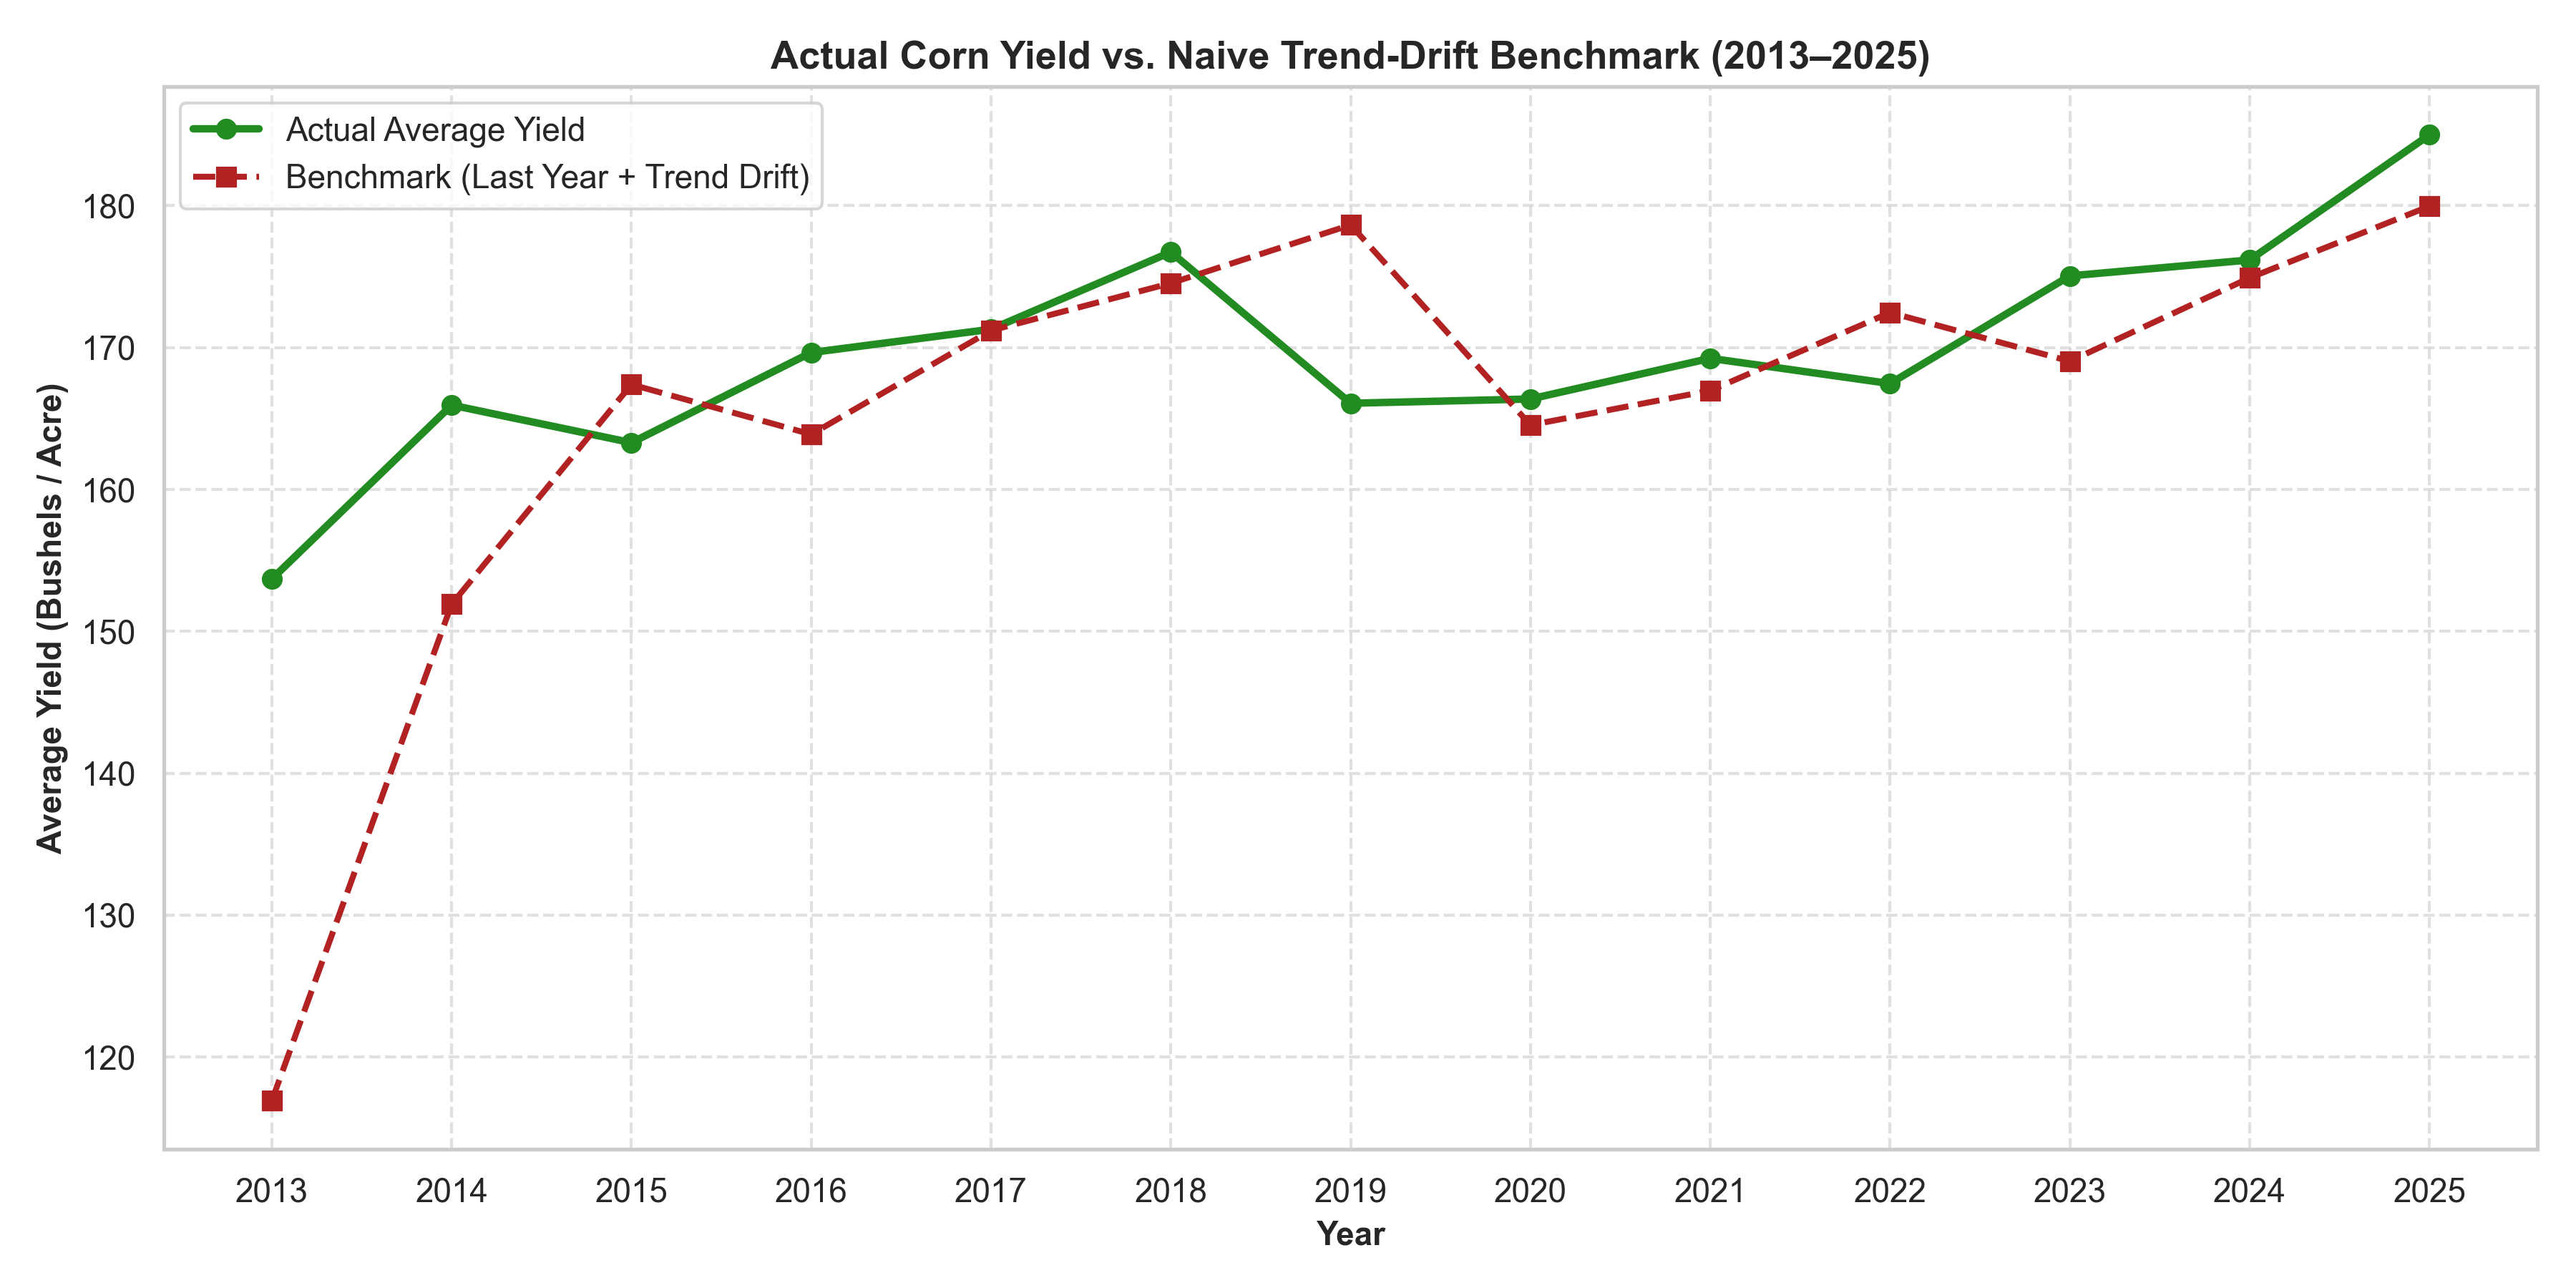 Actual Corn Yield vs. Naive Trend-Drift Benchmark (2013–2025)
Actual Average Yield
Benchmark (Last Year + Trend Drift)
Average Yield (Bushels / Acre)
180
170
160
150
140
130
120
2013 2014 2015 2016 2017 2018 2019 2020 2021 2022 2023 2024 2025
Year